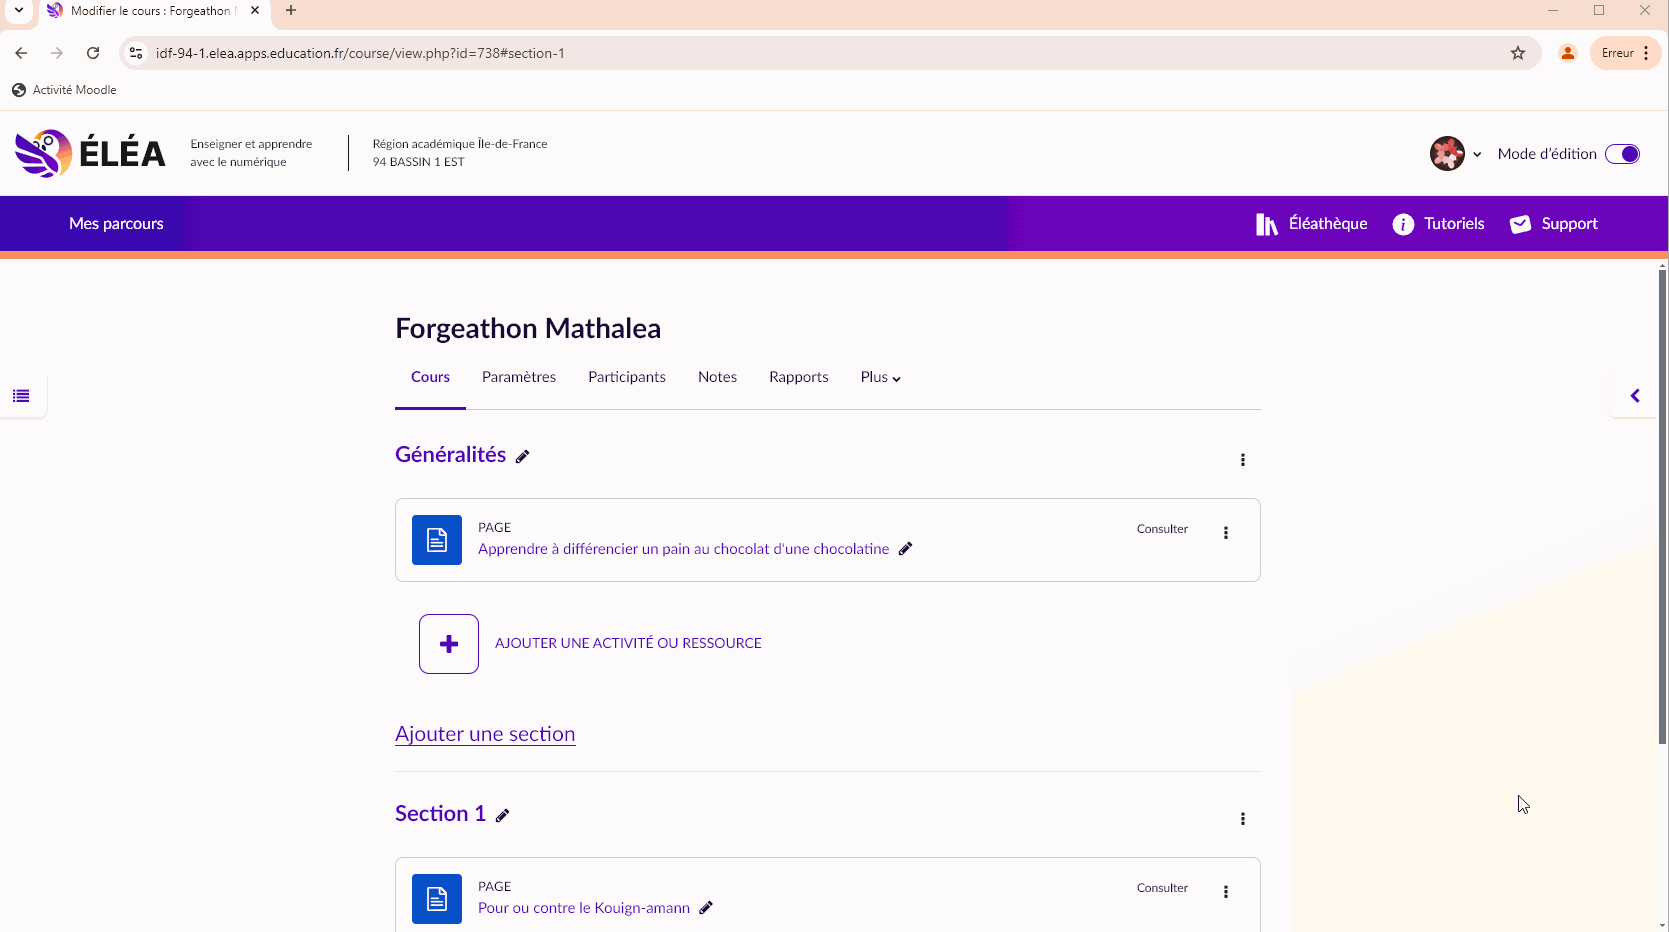 Modifier le cours : Forgeathon
idf-94-1.elea.apps.education.fr/course/view.php?id=738#section-1
Erreur
Activité Moodle
ÉLÉA
Enseigner et apprendre
avec le numérique
Région académique Île-de-France
94 BASSIN 1 EST
Mode d'édition
Mes parcours
Éléathèque
Tutoriels
Support
Forgeathon Mathalea
Cours
Paramètres
Participants
Notes
Rapports
Plus
Généralités
PAGE
Consulter
Apprendre à différencier un pain au chocolat d'une chocolatine
AJOUTER UNE ACTIVITÉ OU RESSOURCE
Ajouter une section
Section 1
PAGE
Consulter
Pour ou contre le Kouign-amann